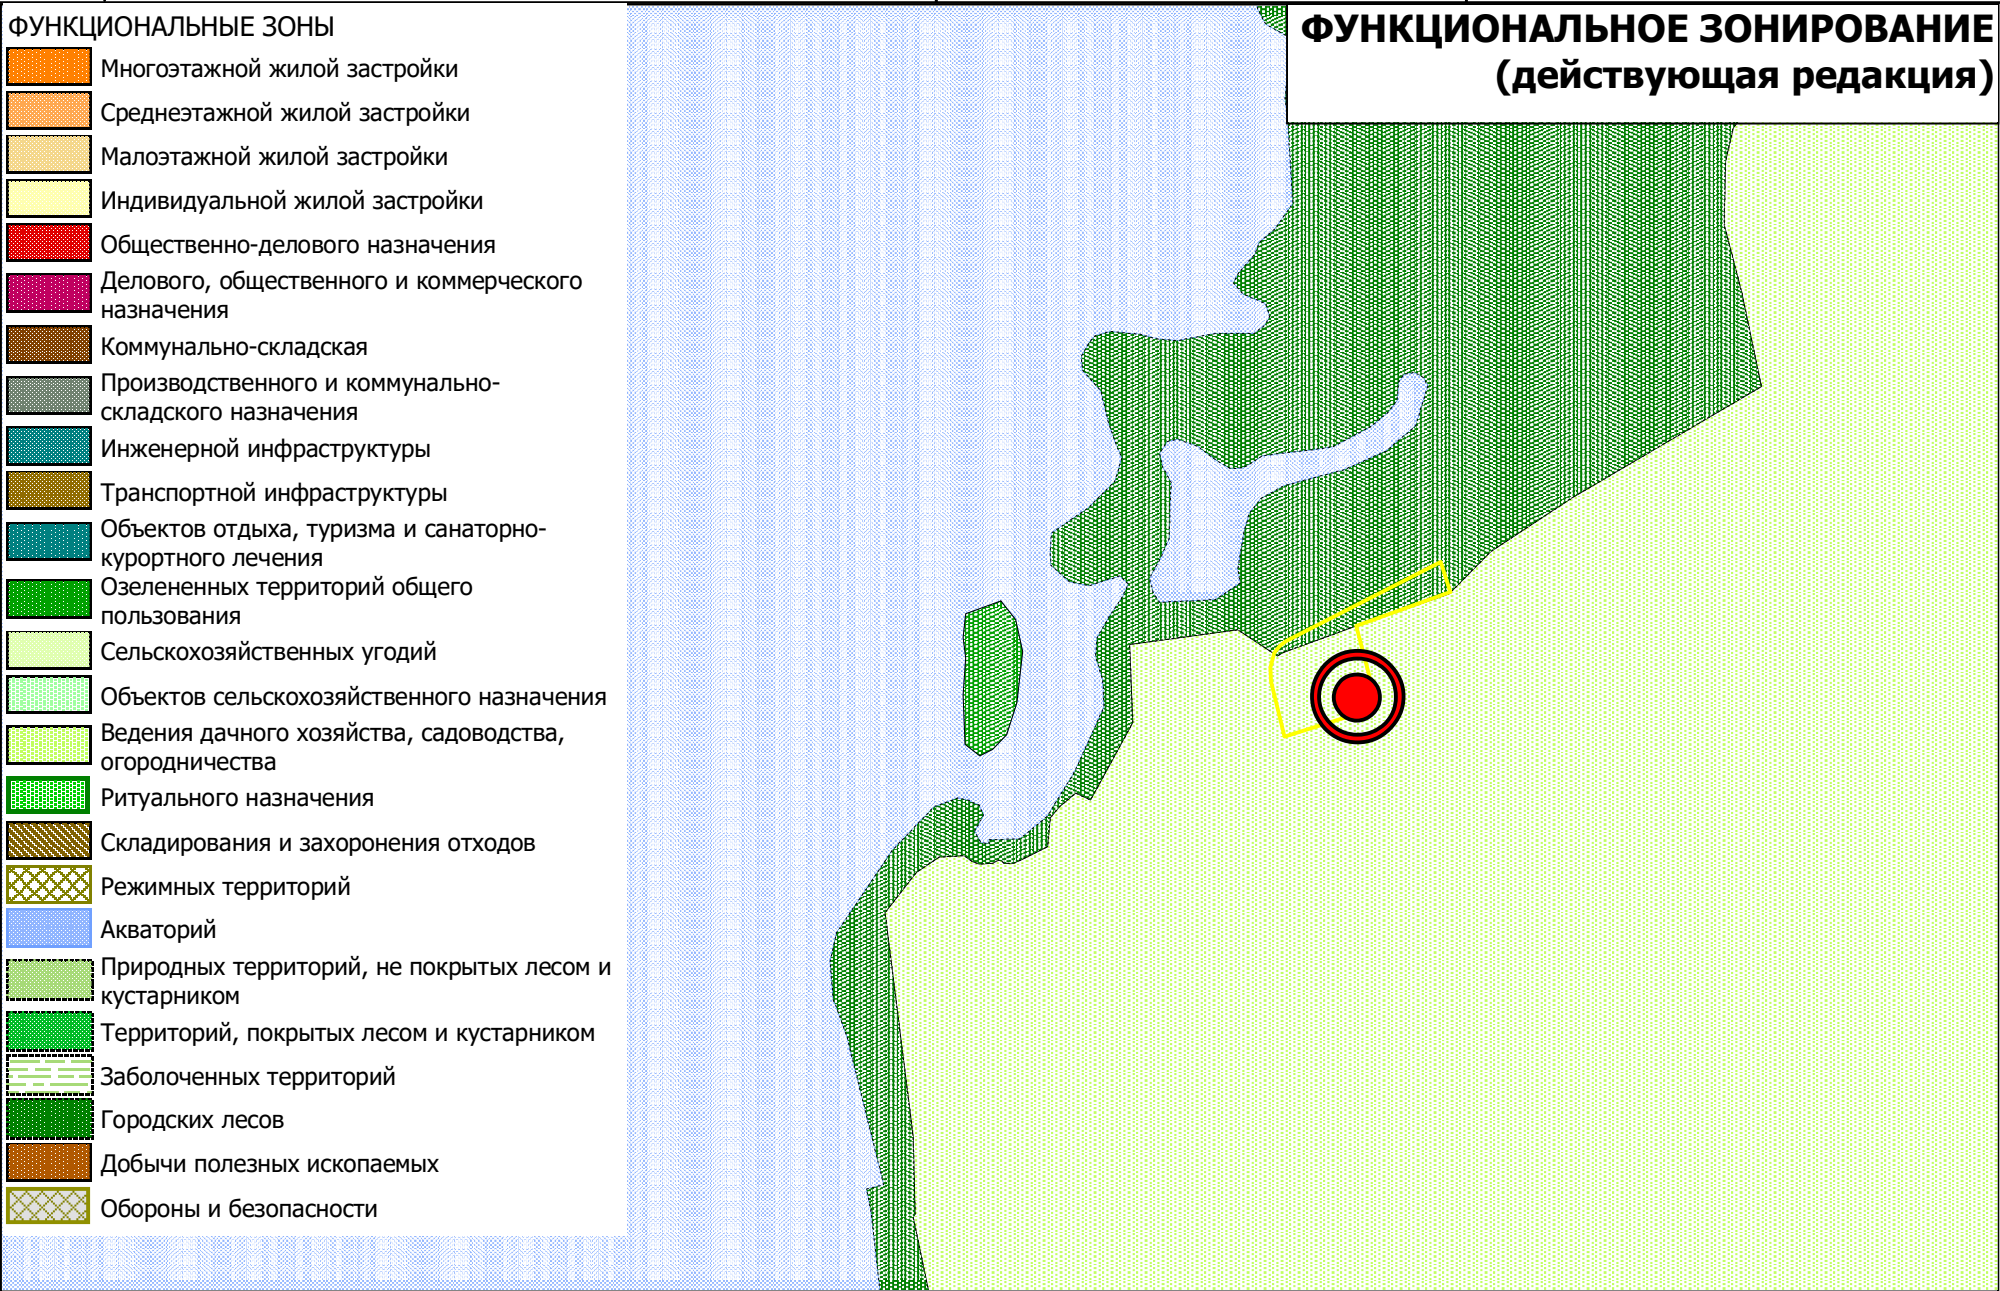 ФУНКЦИОНАЛЬНЫЕ ЗОНЫ
Многоэтажной жилой застройки
Среднеэтажной жилой застройки
Малоэтажной жилой застройки
Индивидуальной жилой застройки
Общественно-делового назначения
Делового, общественного и коммерческого
назначения
Коммунально-складская
Производственного и коммунально-
складского назначения
Инженерной инфраструктуры
Транспортной инфраструктуры
Объектов отдыха, туризма и санаторно-
курортного лечения
Озелененных территорий общего
пользования
Сельскохозяйственных угодий
Объектов сельскохозяйственного назначения
Ведения дачного хозяйства, садоводства,
огородничества
Ритуального назначения
Складирования и захоронения отходов
Режимных территорий
Акваторий
Природных территорий, не покрытых лесом и
кустарником
Территорий, покрытых лесом и кустарником
Заболоченных территорий
Городских лесов
Добычи полезных ископаемых
Обороны и безопасности
ФУНКЦИОНАЛЬНОЕ ЗОНИРОВАНИЕ
(действующая редакция)